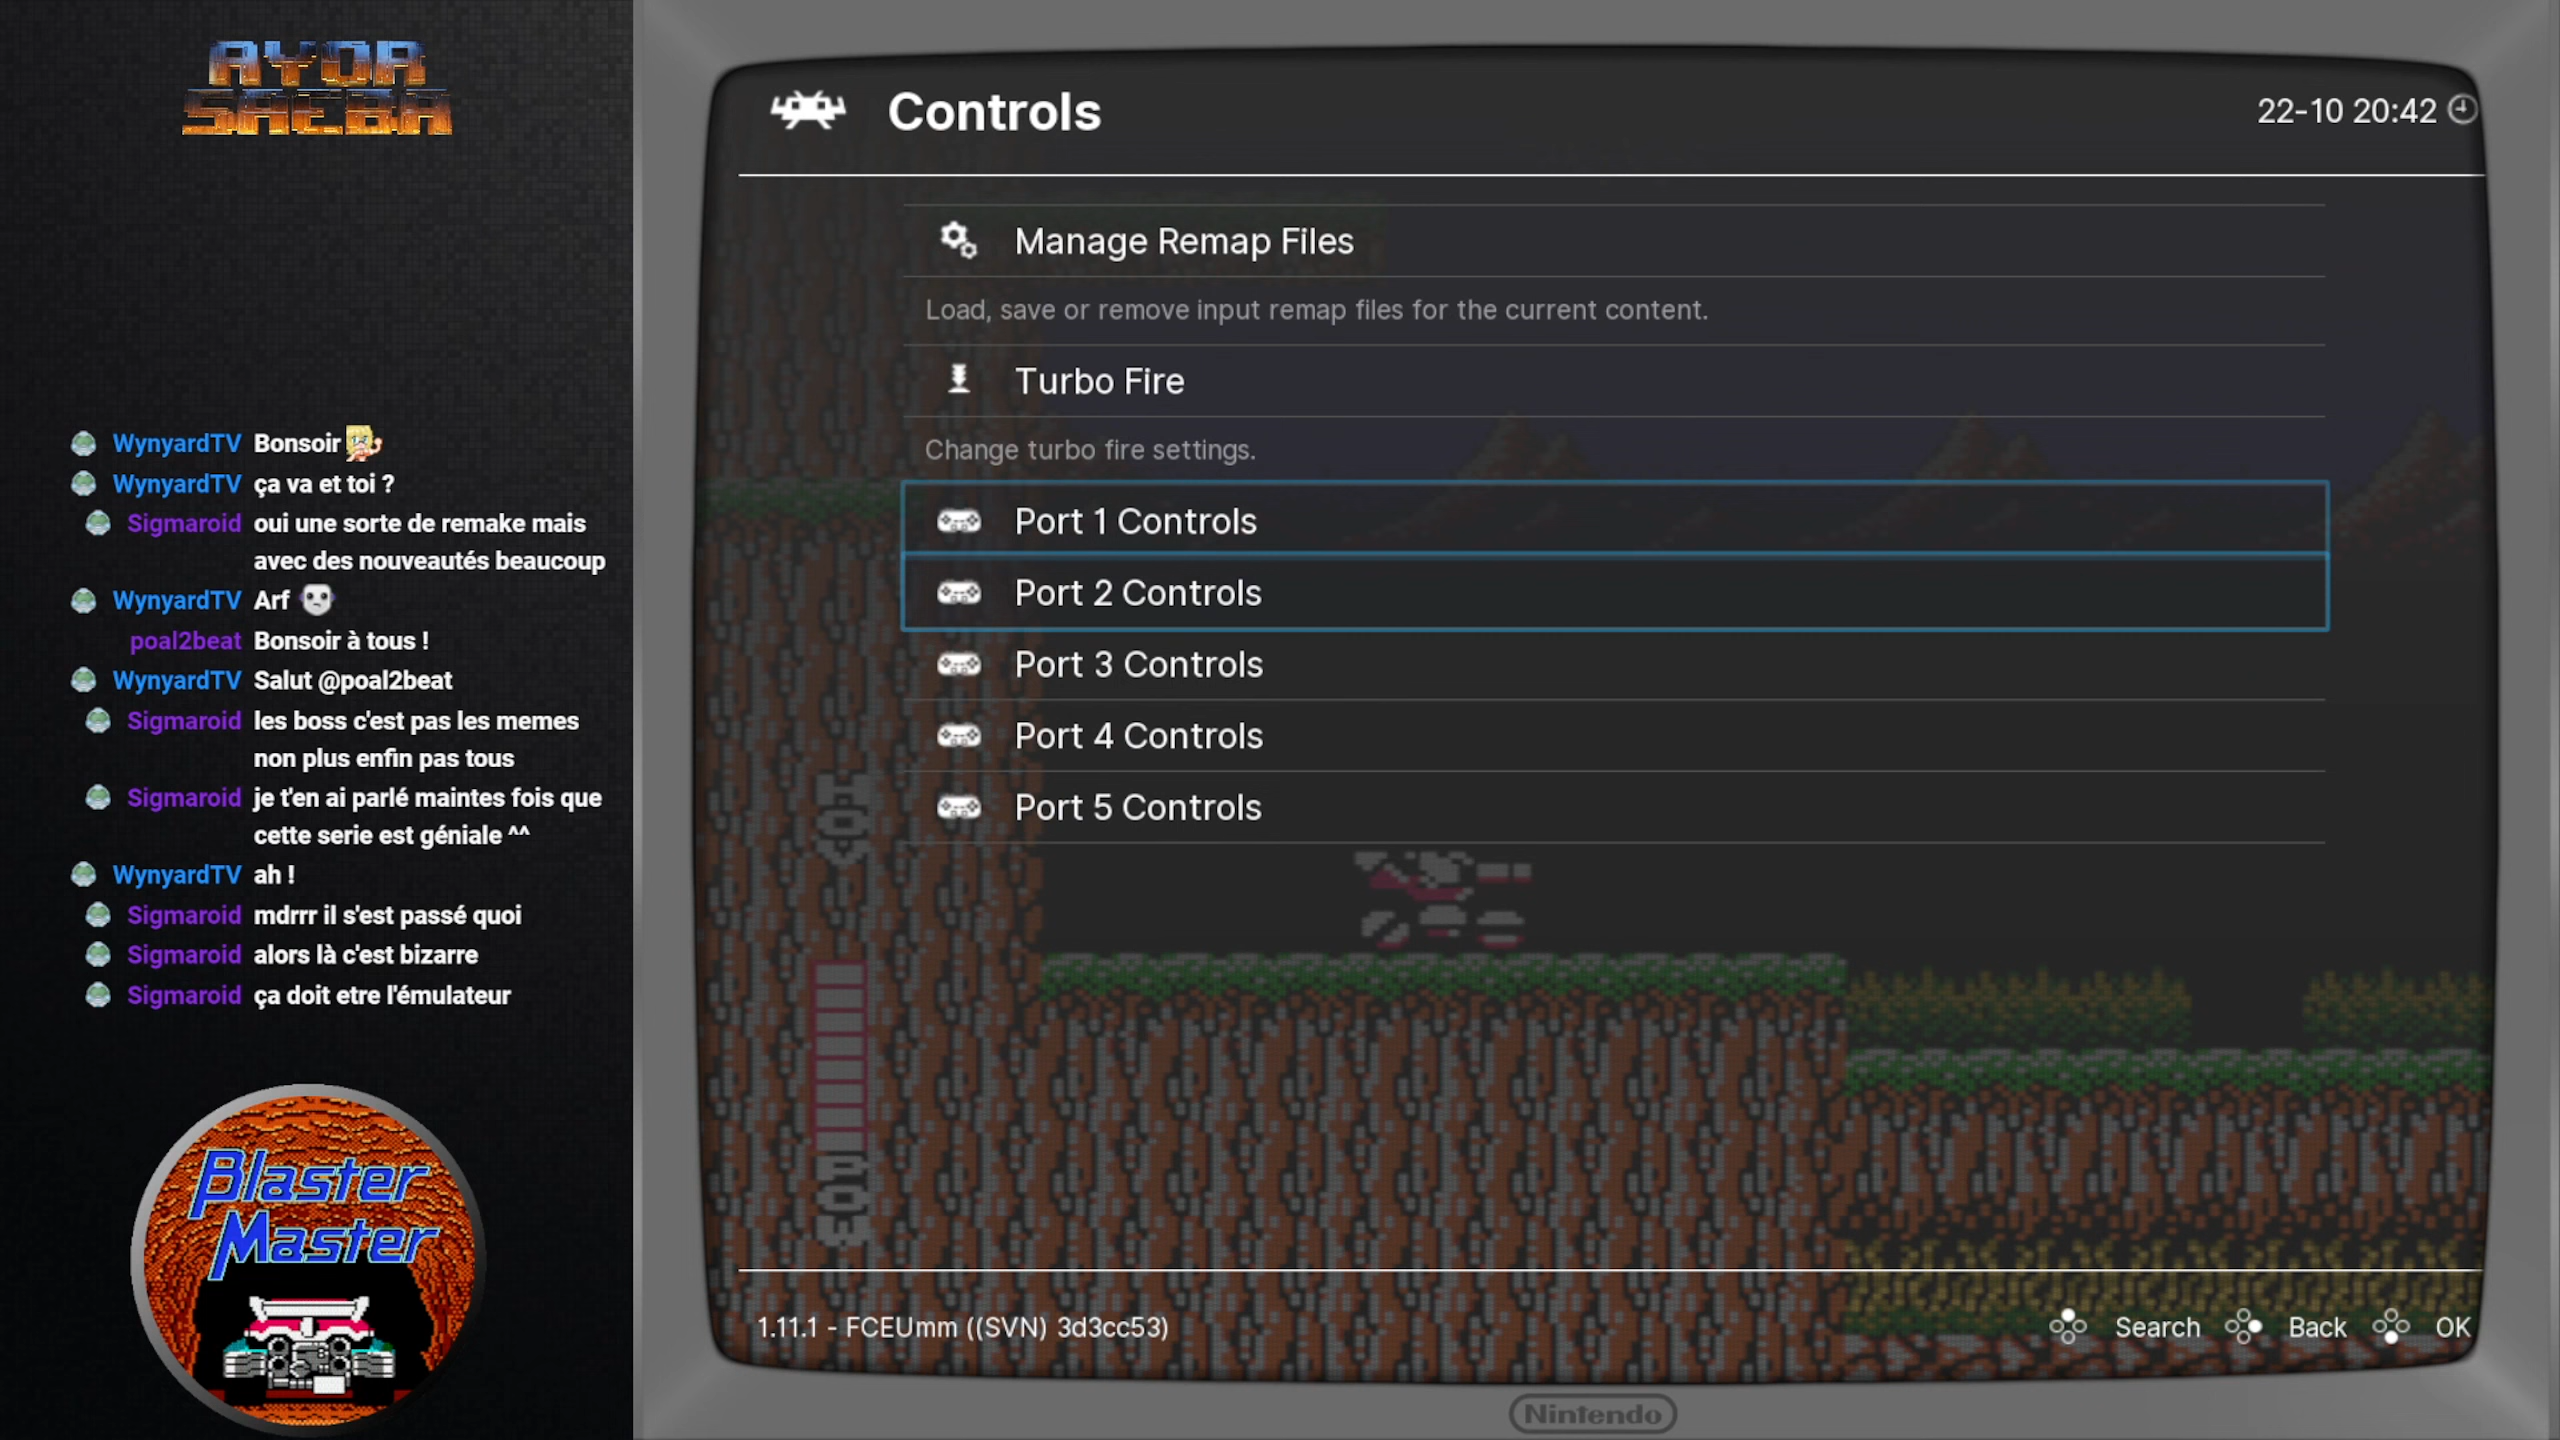 AYOR
SAEBA
WynyardTV Bonsoir
WynyardTV ça va et toi ?
Sigmaroid oui une sorte de remake mais
avec des nouveautés beaucoup
WynyardTV Arf
poal2beat Bonsoir à tous !
WynyardTV Salut @poal2beat
Sigmaroid les boss c'est pas les memes
non plus enfin pas tous
Sigmaroid je t'en ai parlé maintes fois que
cette serie est géniale ^^
WynyardTV ah !
Sigmaroid mdrrr il s'est passé quoi
Sigmaroid alors là c'est bizarre
Sigmaroid ça doit etre l'émulateur
Blaster
Master
Controls
22-10 20:42
Manage Remap Files
Load, save or remove input remap files for the current content.
Turbo Fire
Change turbo fire settings.
Port 1 Controls
Port 2 Controls
Port 3 Controls
Port 4 Controls
Port 5 Controls
HOV
POW
1.11.1 - FCEUmm ((SVN) 3d3cc53)
Search Back OK
Nintendo